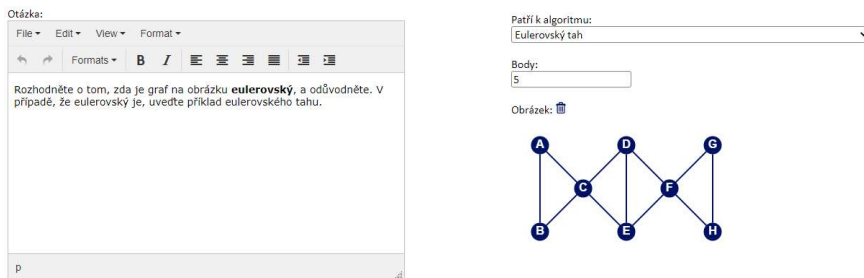 Otázka:
File Edit View Format
Formats B I
Rozhodněte o tom, zda je graf na obrázku eulerovský, a odůvodněte. V
případě, že eulerovský je, uveďte příklad eulerovského tahu.
p
Patří k algoritmu:
Eulerovský tah
Body:
5
Obrázek:
A D G
C F
B E H